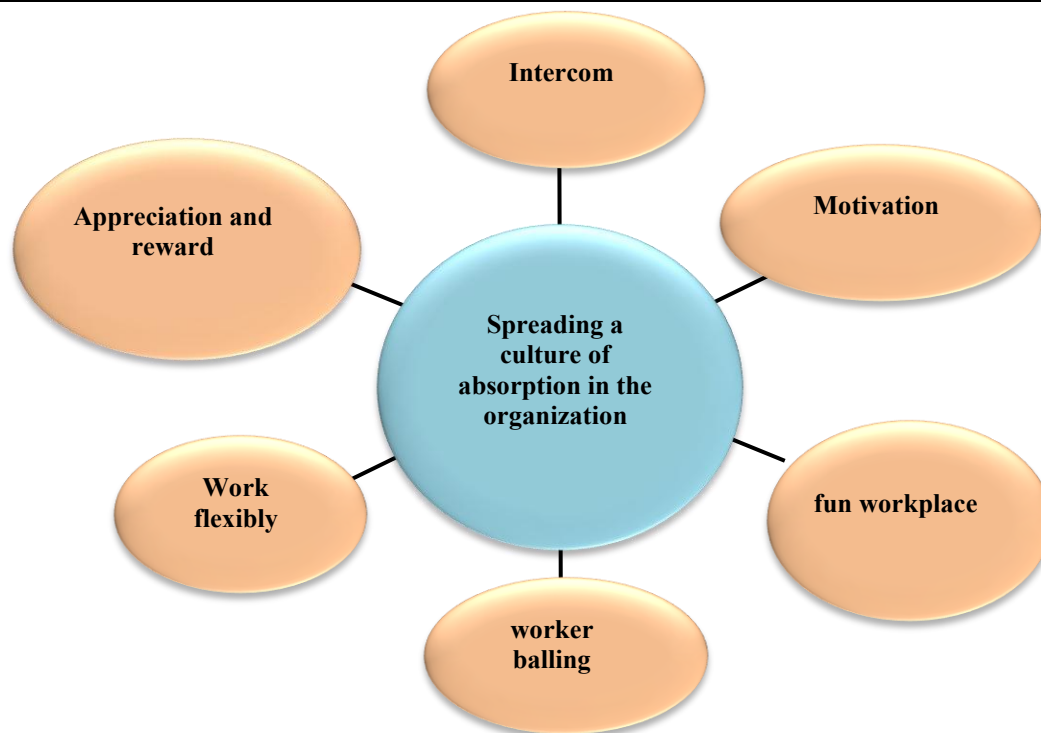 Intercom
Motivation
Appreciation and
reward
Spreading a
culture of
absorption in the
organization
Work
flexibly
fun workplace
worker
balling